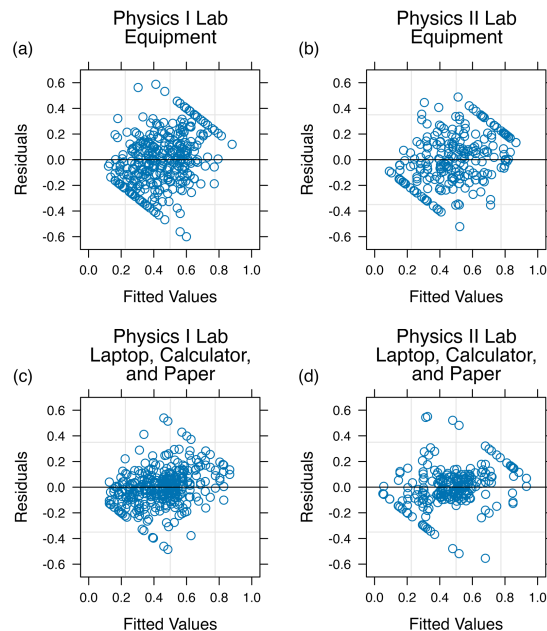 Physics I Lab
Equipment
(a)
Residuals
0.6
0.4
0.2
0.0
-0.2
-0.4
-0.6
0.0 0.2 0.4 0.6 0.8 1.0
Fitted Values
Physics II Lab
Equipment
(b)
Residuals
0.6
0.4
0.2
0.0
-0.2
-0.4
-0.6
0.0 0.2 0.4 0.6 0.8 1.0
Fitted Values
Physics I Lab
Laptop, Calculator,
and Paper
(c)
Residuals
0.6
0.4
0.2
0.0
-0.2
-0.4
-0.6
0.0 0.2 0.4 0.6 0.8 1.0
Fitted Values
Physics II Lab
Laptop, Calculator,
and Paper
(d)
Residuals
0.6
0.4
0.2
0.0
-0.2
-0.4
-0.6
0.0 0.2 0.4 0.6 0.8 1.0
Fitted Values